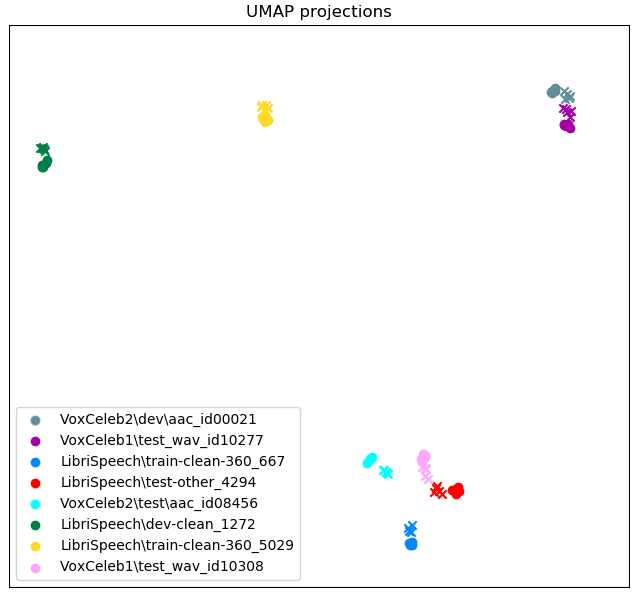 UMAP projections
VoxCeleb2\dev\aac_id00021
VoxCeleb1\test_wav_id10277
LibriSpeech\train-clean-360_667
LibriSpeech\test-other_4294
VoxCeleb2\test\aac_id08456
LibriSpeech\dev-clean_1272
LibriSpeech\train-clean-360_5029
VoxCeleb1\test_wav_id10308